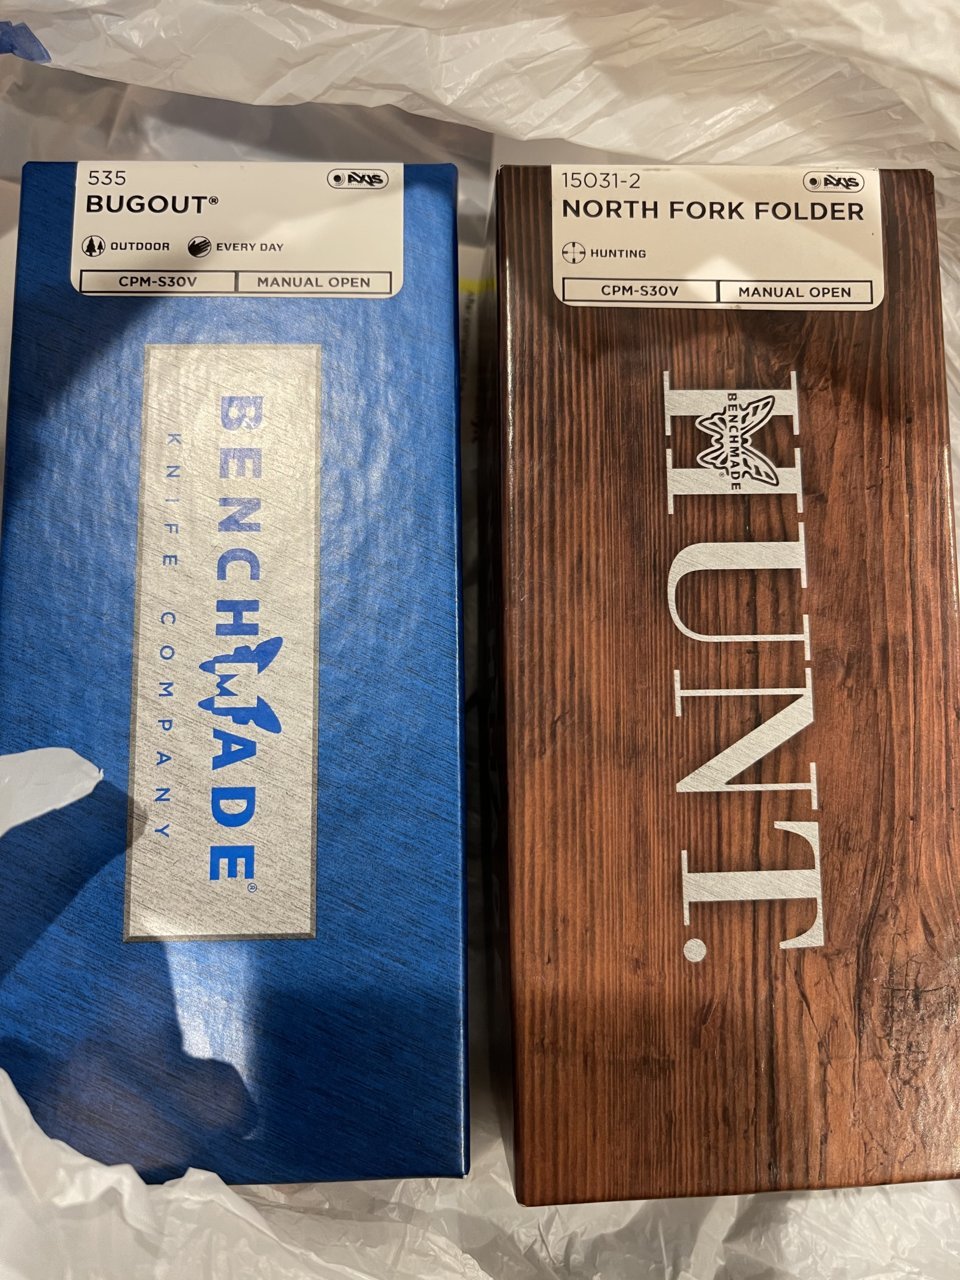 535
AXIS
BUGOUT®
OUTDOOR
EVERY DAY
CPM-S30V
MANUAL OPEN
BENCHMADE®
KNIFE COMPANY
15031-2
AXIS
NORTH FORK FOLDER
HUNTING
CPM-S30V
MANUAL OPEN
BENCHMADE®
HUNT.